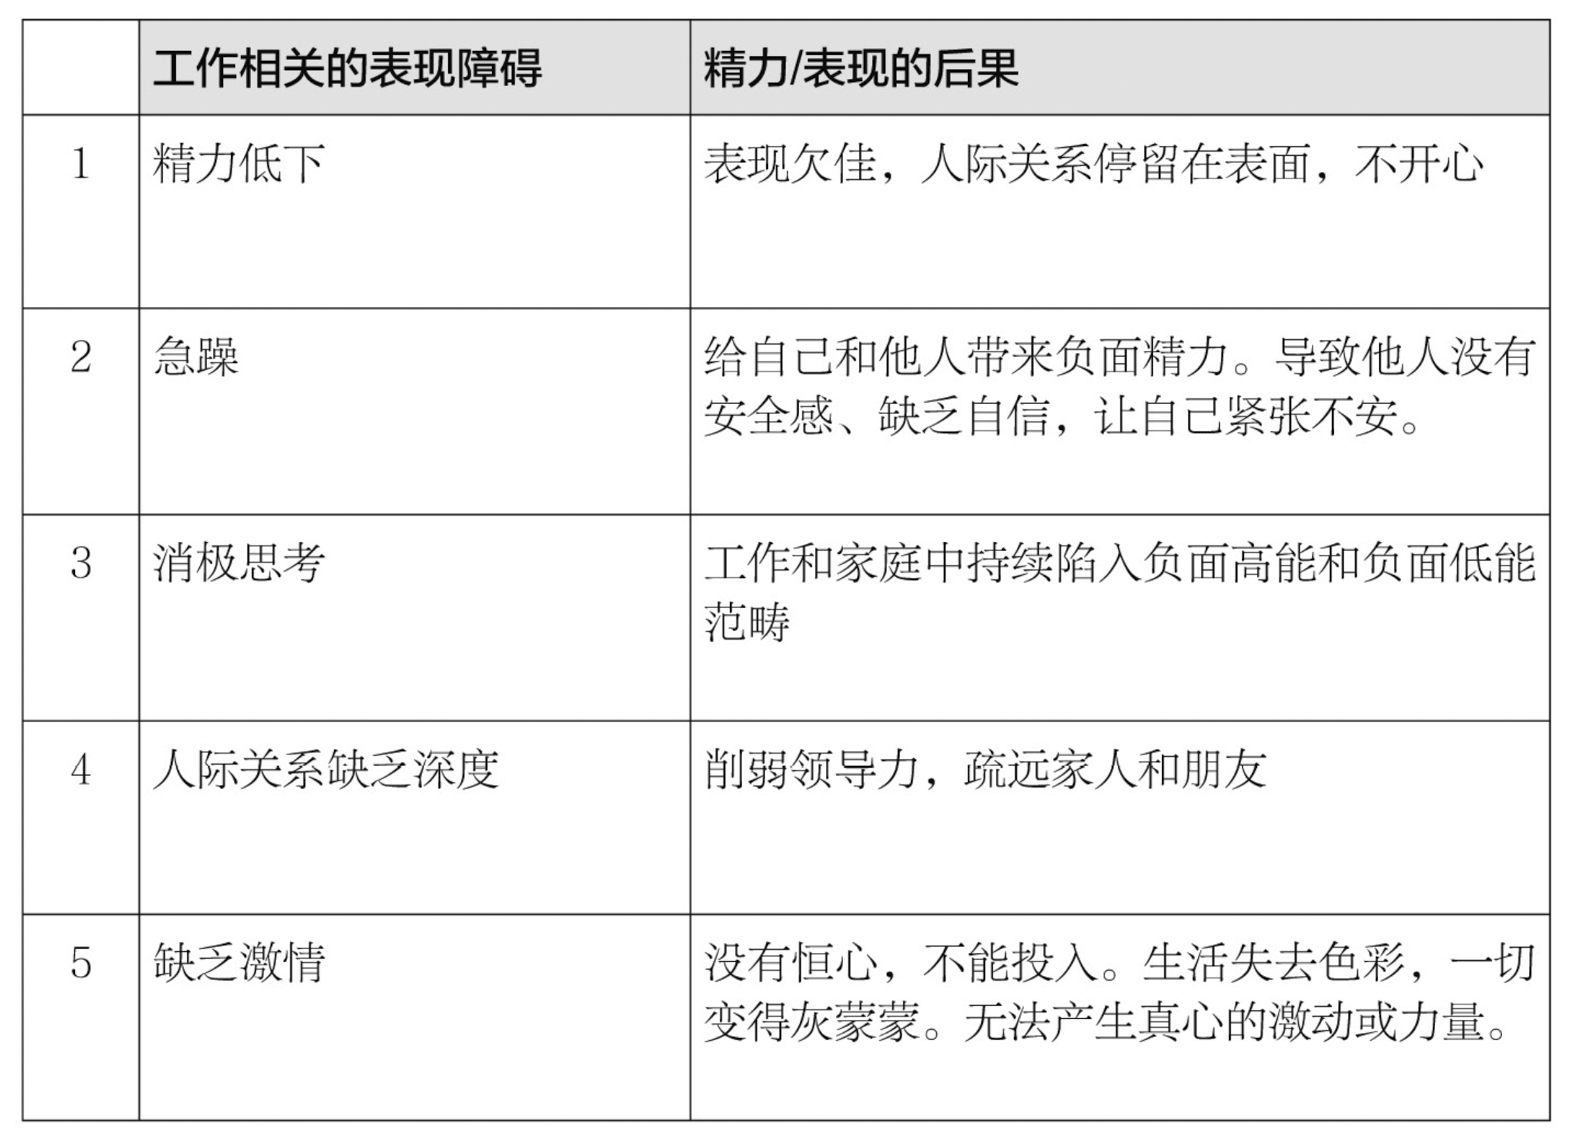 工作相关的表现障碍 精力/表现的后果
1 精力低下 表现欠佳，人际关系停留在表面，不开心
2 急躁 给自己和他人带来负面精力。导致他人没有
安全感、缺乏自信，让自己紧张不安。
3 消极思考 工作和家庭中持续陷入负面高能和负面低能
范畴
4 人际关系缺乏深度 削弱领导力，疏远家人和朋友
5 缺乏激情 没有恒心，不能投入。生活失去色彩，一切
变得灰蒙蒙。无法产生真心的激动或力量。